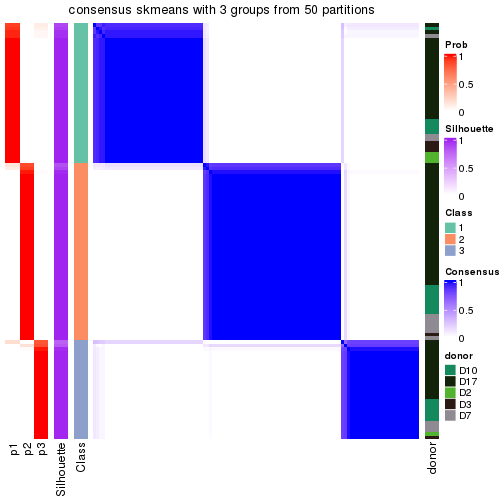 consensus skmeans with 3 groups from 50 partitions
Prob
1
0.5
0
Silhouette
1
0.5
0
Class
1
2
3
Consensus
1
0.5
0
donor
D10
D17
D2
D3
D7
p1
p2
p3
Silhouette
Class
donor